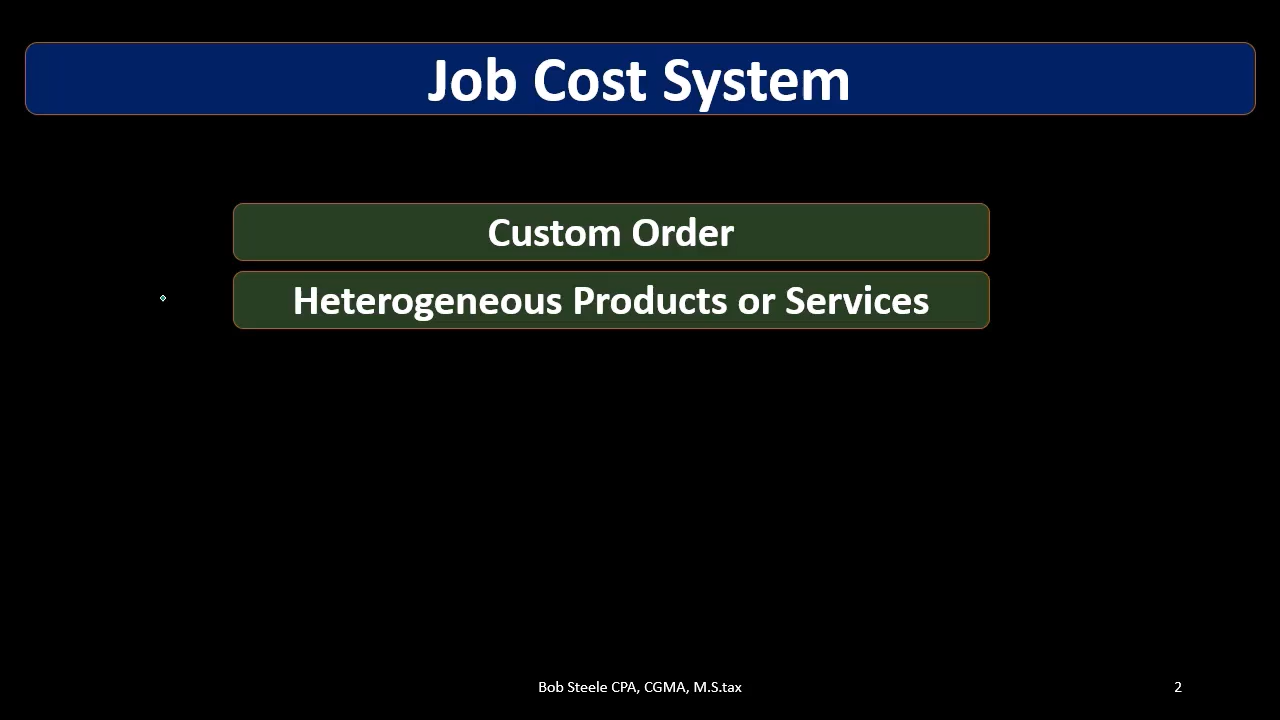 Job Cost System
Custom Order
Heterogeneous Products or Services
Bob Steele CPA, CGMA, M.S.tax
2